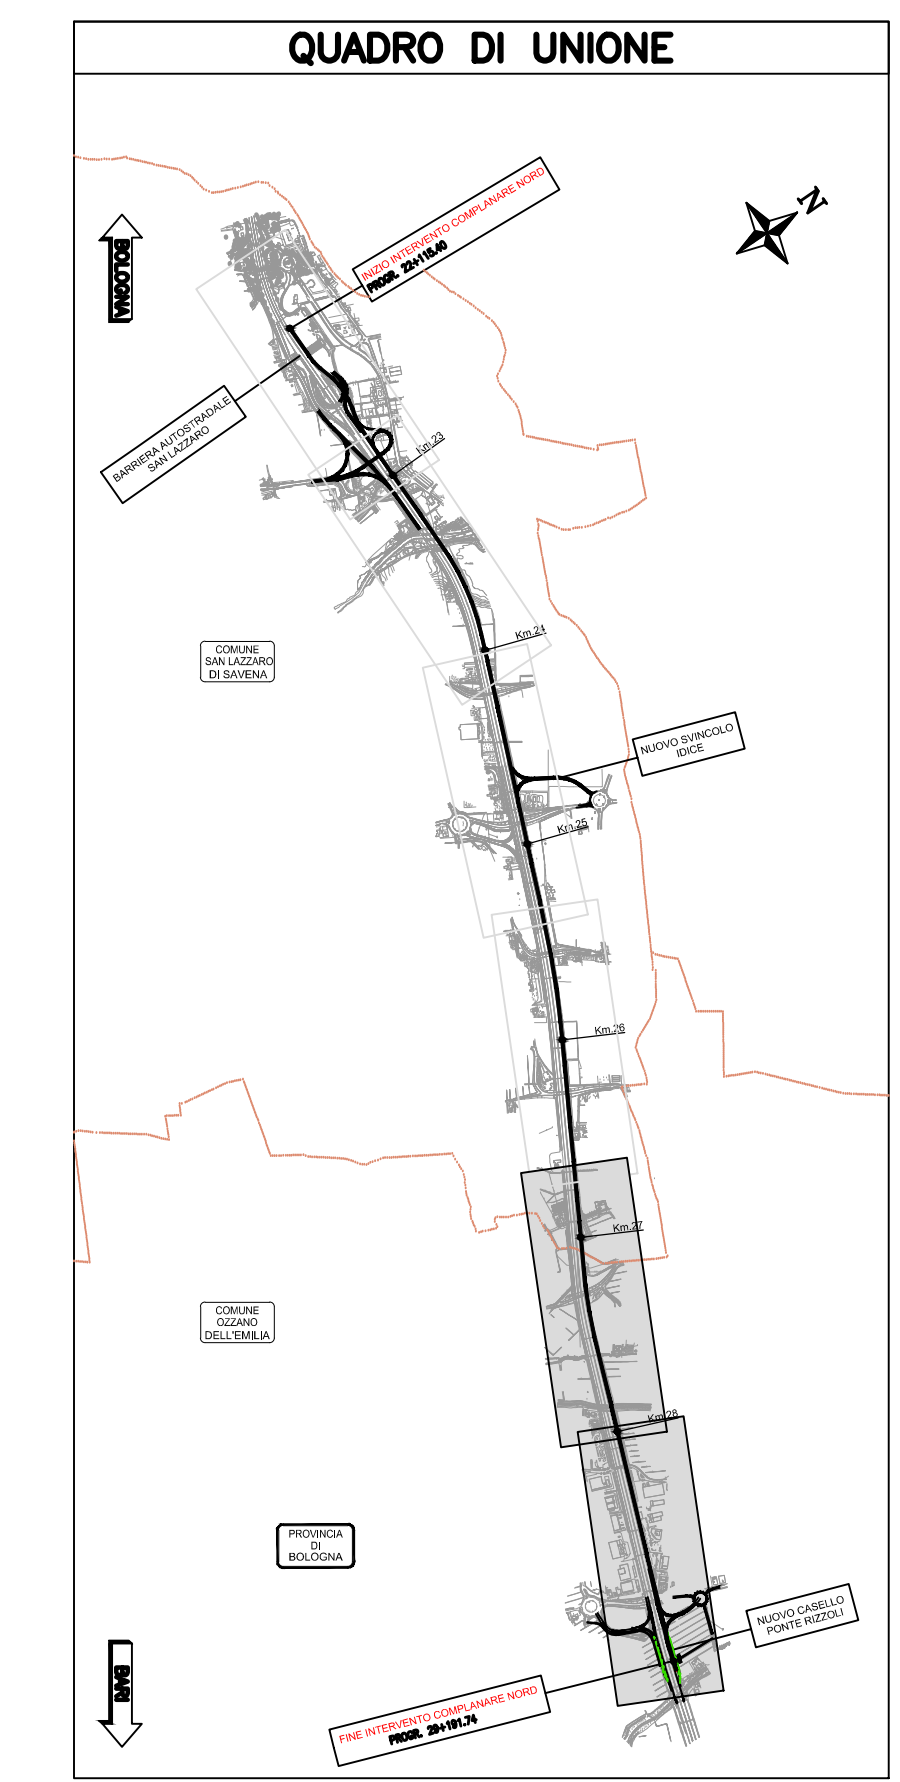 QUADRO DI UNIONE
INIZIO INTERVENTO COMPLANARE NORD
PROGR. 22+115.40
N
BOLOGNA
BARRIERA AUTOSTRADALE
SAN LAZZARO
Km.23
Km.24
COMUNE
SAN LAZZARO
DI SAVENA
NUOVO SVINCOLO
IDICE
Km.25
Km.26
Km.27
COMUNE
OZZANO
DELL'EMILIA
Km.28
PROVINCIA
DI
BOLOGNA
NUOVO CASELLO
PONTE RIZZOLI
BARI
FINE INTERVENTO COMPLANARE NORD
PROGR. 29+191.74